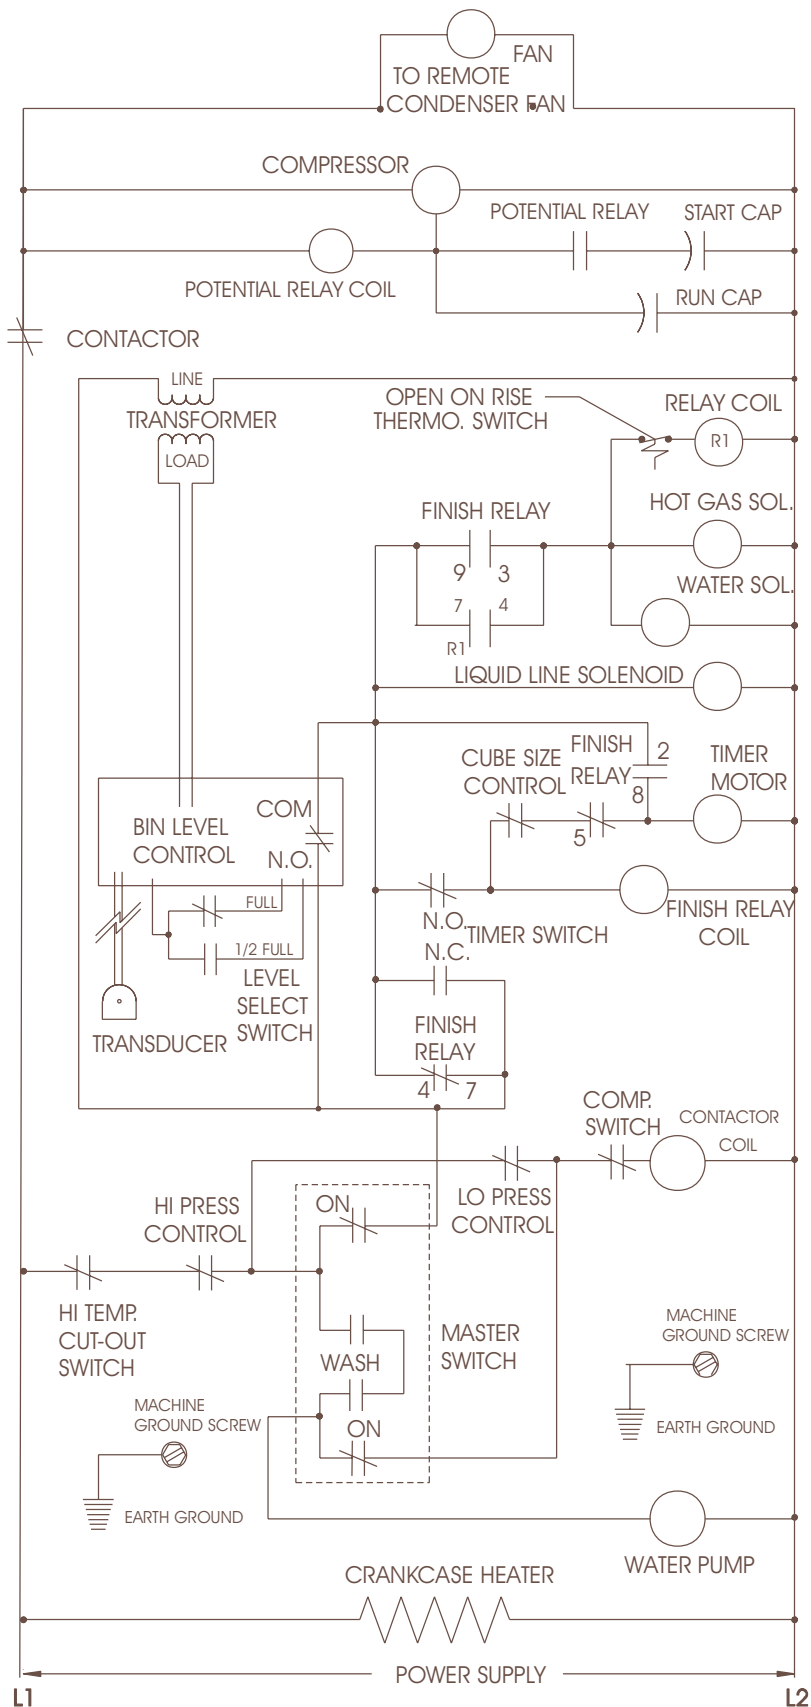 FAN
TO REMOTE
CONDENSER FAN
COMPRESSOR
POTENTIAL RELAY
START CAP
POTENTIAL RELAY COIL
RUN CAP
CONTACTOR
LINE
TRANSFORMER
LOAD
OPEN ON RISE
THERMO. SWITCH
RELAY COIL
R1
HOT GAS SOL.
FINISH RELAY
9
3
WATER SOL.
7
4
R1
LIQUID LINE SOLENOID
CUBE SIZE
CONTROL
FINISH
RELAY
2
8
TIMER
MOTOR
5
COM
BIN LEVEL
CONTROL
N.O.
FULL
1/2 FULL
LEVEL
SELECT
SWITCH
TRANSDUCER
N.O.
TIMER SWITCH
N.C.
FINISH RELAY
COIL
FINISH
RELAY
4
7
COMP.
SWITCH
CONTACTOR
COIL
LO PRESS
CONTROL
HI PRESS
CONTROL
ON
HI TEMP.
CUT-OUT
SWITCH
WASH
MASTER
SWITCH
ON
MACHINE
GROUND SCREW
EARTH GROUND
MACHINE
GROUND SCREW
EARTH GROUND
WATER PUMP
CRANKCASE HEATER
POWER SUPPLY
L1
L2